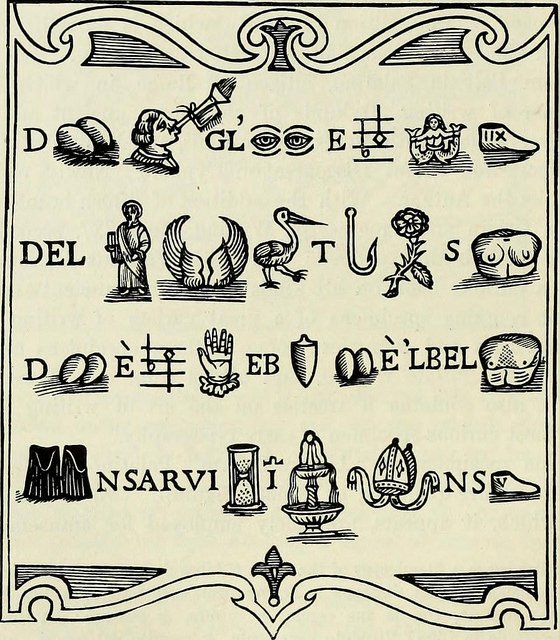 D GL' E IIX
DEL T S
D È EB È'LBEL
NSARVI I NS